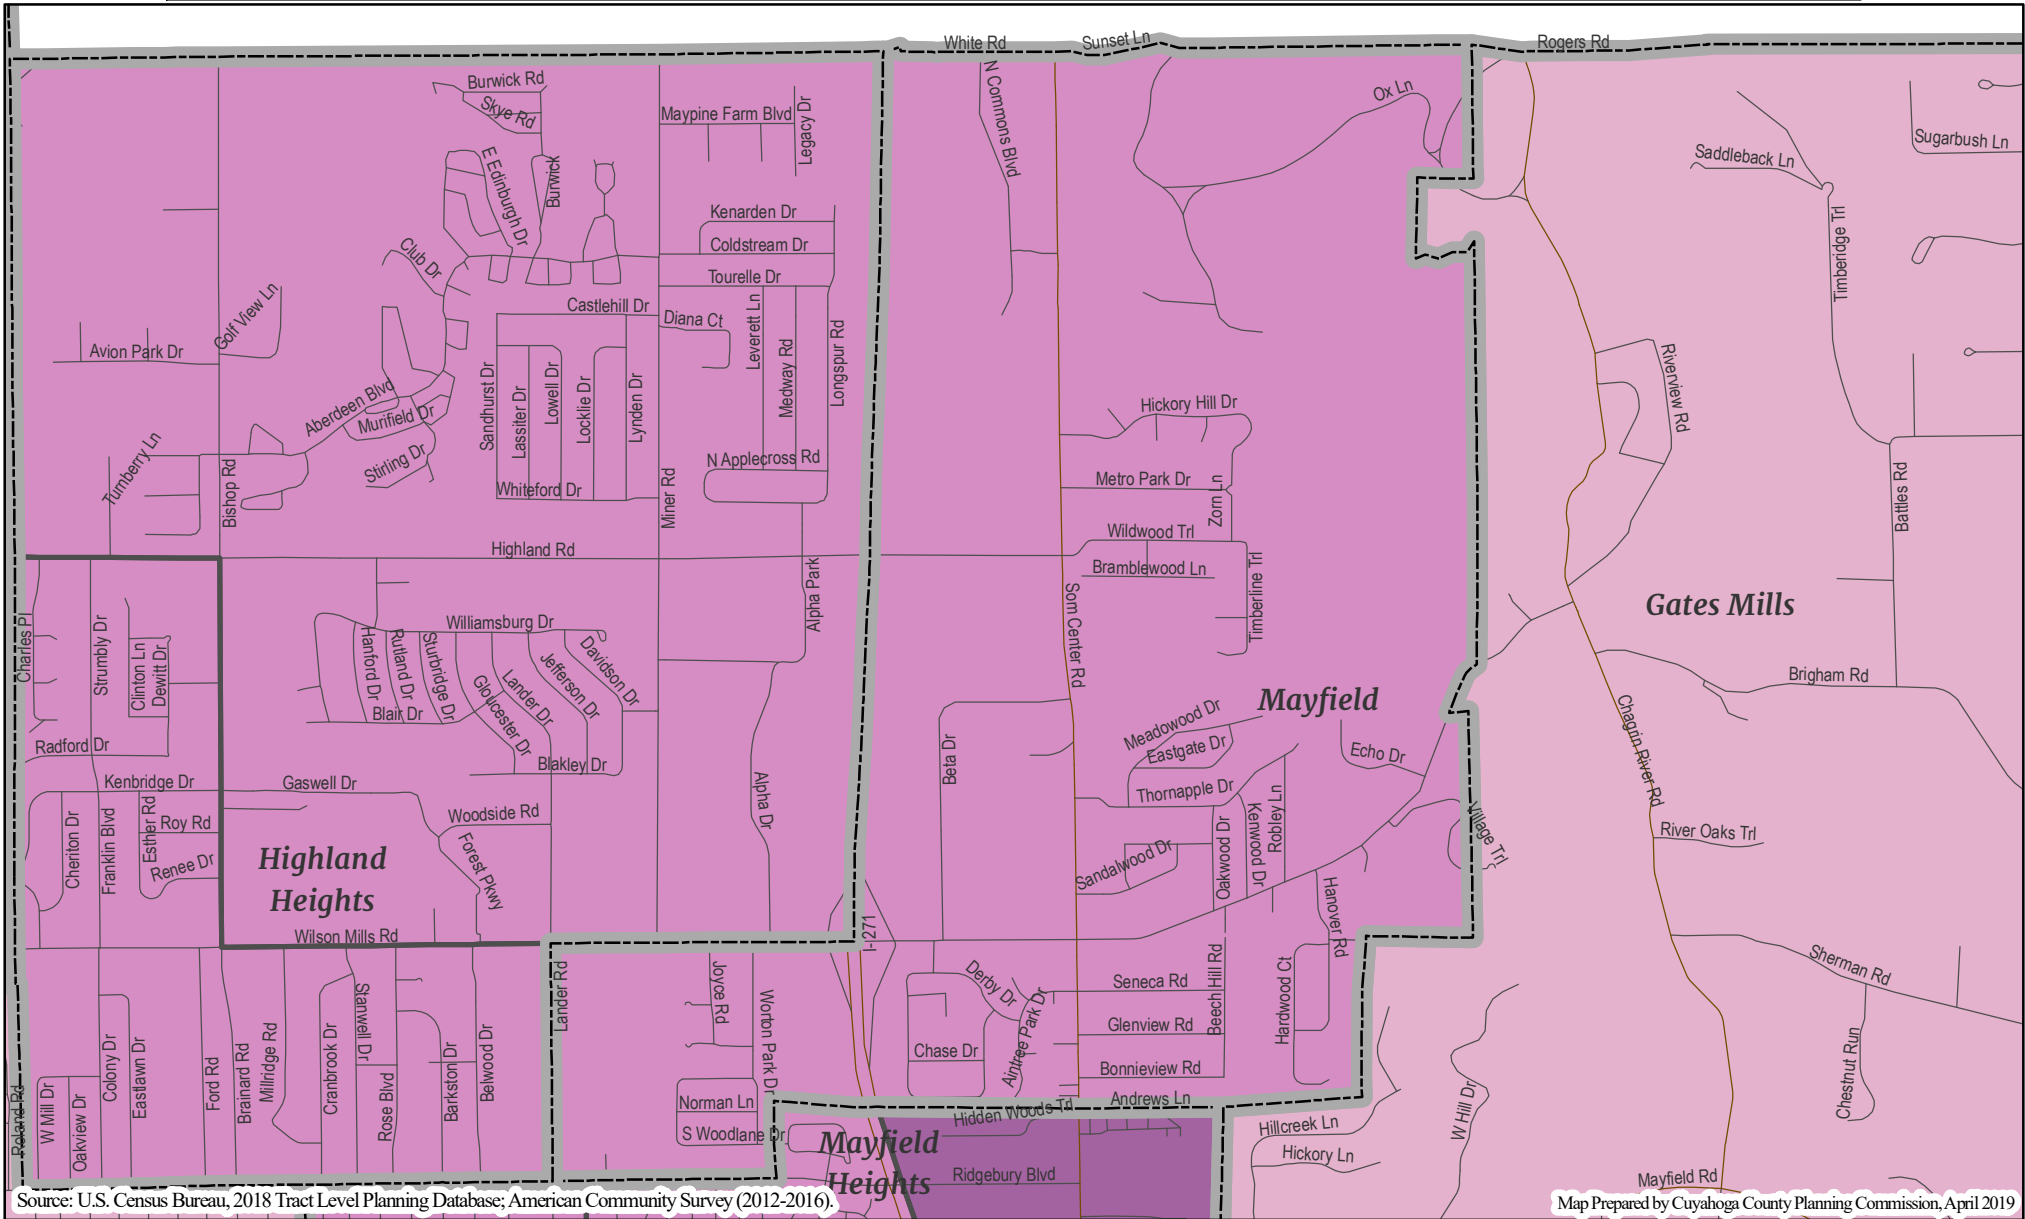 White Rd
Sunset Ln
Rogers Rd
Burwick Rd
Skye Rd
Maypine Farm Blvd
Legacy Dr
N Commons Blvd
Ox Ln
Sugarbush Ln
Saddleback Ln
E Edinburgh Dr
Burwick
Kenarden Dr
Coldstream Dr
Timberidge Trl
Club Dr
Tourelle Dr
Castlehill Dr
Diana Ct
Golf View Ln
Avion Park Dr
Leverett Ln
Medway Rd
Longspur Rd
Riverview Rd
Sandhurst Dr
Lassiter Dr
Lowell Dr
Locklie Dr
Lynden Dr
Aberdeen Blvd
Murifield Dr
Stirling Dr
Hickory Hill Dr
Turnberry Ln
Bishop Rd
Whiteford Dr
Miner Rd
N Applecross Rd
Metro Park Dr
Zorn Ln
Battles Rd
Wildwood Trl
Highland Rd
Bramblewood Ln
Timberline Trl
Alpha Park
Som Center Rd
Gates Mills
Charles Pl
Strumbly Dr
Clinton Ln
Dewitt Dr
Williamsburg Dr
Hanford Dr
Rutland Dr
Sturbridge Dr
Gloucester Dr
Lander Dr
Jefferson Dr
Davidson Dr
Blair Dr
Brigham Rd
Mayfield
Radford Dr
Meadowood Dr
Eastgate Dr
Echo Dr
Chagrin River Rd
Beta Dr
Blakley Dr
Kenbridge Dr
Gaswell Dr
Alpha Dr
Thornapple Dr
Woodside Rd
Cheriton Dr
Franklin Blvd
Esther Rd
Roy Rd
Renee Dr
Forest Pkwy
Highland
Heights
Sandalwood Dr
Oakwood Dr
Kenwood Dr
Robley Ln
Village Trl
River Oaks Trl
Hanover Rd
Wilson Mills Rd
I-271
Sherman Rd
Lander Rd
Joyce Rd
Worton Park Dr
Derby Dr
Aintree Park Dr
Chase Dr
Seneca Rd
Glenview Rd
Bonnieview Rd
Beech Hill Rd
Hardwood Ct
Stanwell Dr
Colony Dr
Eastlawn Dr
Ford Rd
Brainard Rd
Millridge Rd
Cranbrook Dr
Rose Blvd
Barkston Dr
Belwood Dr
Roland Rd
W Mill Dr
Oakview Dr
Norman Ln
S Woodlane Dr
Andrews Ln
Hidden Woods Trl
Hillcreek Ln
Hickory Ln
W Hill Dr
Chestnut Run
Mayfield
Heights
Ridgebury Blvd
Mayfield Rd
Source: U.S. Census Bureau, 2018 Tract Level Planning Database; American Community Survey (2012-2016).
Map Prepared by Cuyahoga County Planning Commission, April 2019